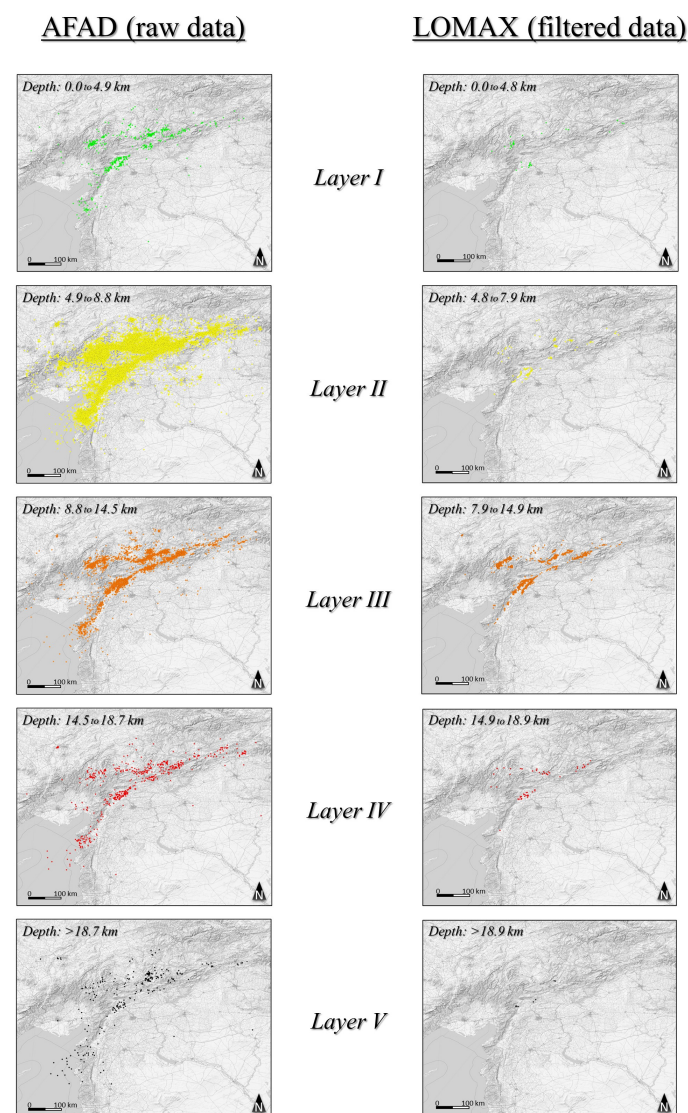 AFAD (raw data) LOMAX (filtered data)
Depth: 0.0 to 4.9 km Depth: 0.0 to 4.8 km
Layer I
0 100 km N 0 100 km N
Depth: 4.9 to 8.8 km Depth: 4.8 to 7.9 km
Layer II
0 100 km N 0 100 km N
Depth: 8.8 to 14.5 km Depth: 7.9 to 14.9 km
Layer III
0 100 km N 0 100 km N
Depth: 14.5 to 18.7 km Depth: 14.9 to 18.9 km
Layer IV
0 100 km N 0 100 km N
Depth: >18.7 km Depth: >18.9 km
Layer V
0 100 km N 0 100 km N